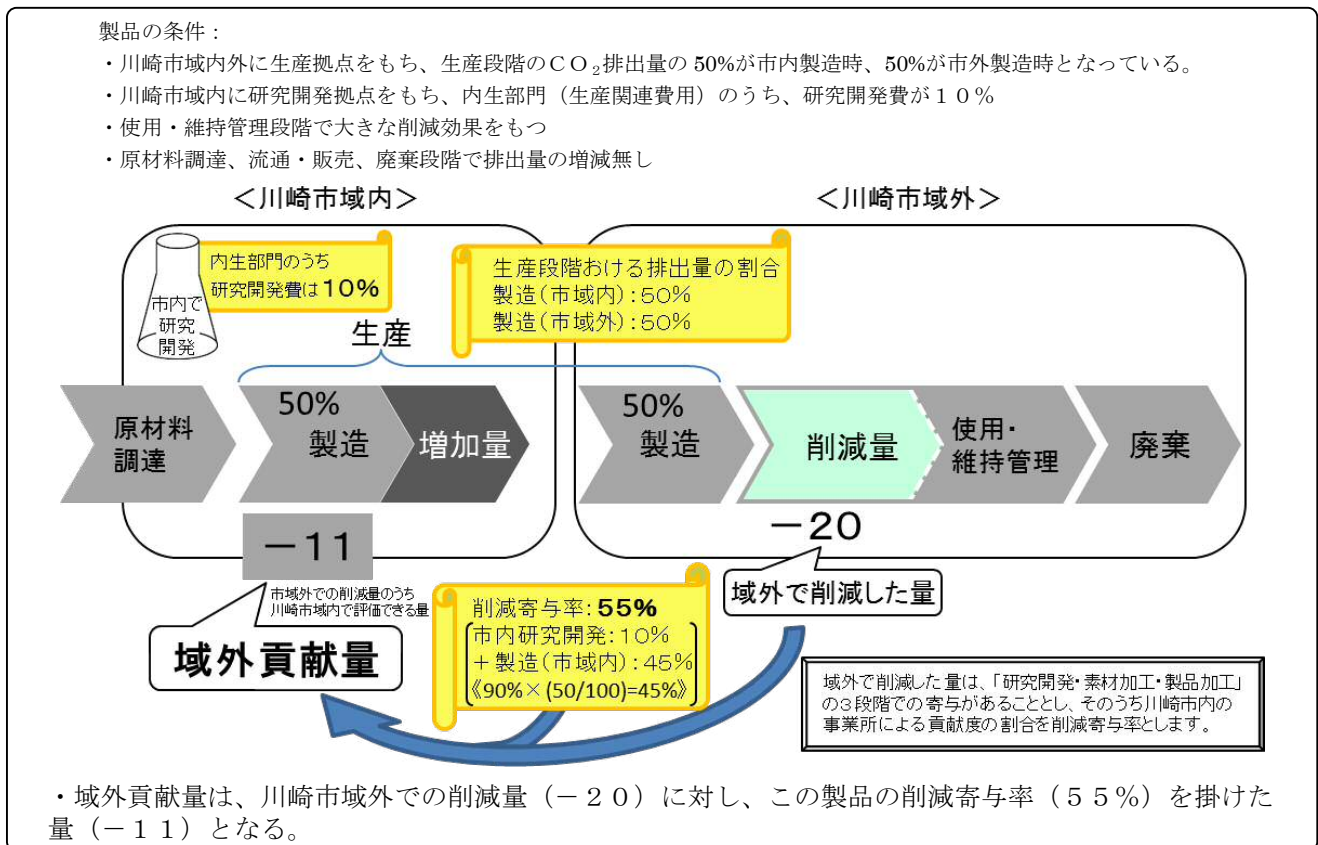 製品の条件：
・川崎市域内外に生産拠点をもち、生産段階のＣＯ₂排出量の 50%が市内製造時、50%が市外製造時となっている。
・川崎市域内に研究開発拠点をもち、内生部門（生産関連費用）のうち、研究開発費が１０％
・使用・維持管理段階で大きな削減効果をもつ
・原材料調達、流通・販売、廃棄段階で排出量の増減無し
＜川崎市域内＞
＜川崎市域外＞
市内で
研究
開発
内生部門のうち
研究開発費は10%
生産段階おける排出量の割合
製造(市域内)：50%
製造(市域外)：50%
生産
原材料
調達
50%
製造
増加量
50%
製造
削減量
使用・
維持管理
廃棄
－11
－20
市域外での削減量のうち
川崎市域内で評価できる量
域外貢献量
削減寄与率：55%
市内研究開発：10%
＋製造(市域内)：45%
《90%×(50/100)=45%》
域外で削減した量
域外で削減した量は、「研究開発・素材加工・製品加工」
の3段階での寄与があることとし、そのうち川崎市内の
事業所による貢献度の割合を削減寄与率とします。
・域外貢献量は、川崎市域外での削減量（－２０）に対し、この製品の削減寄与率（５５％）を掛けた
量（－１１）となる。